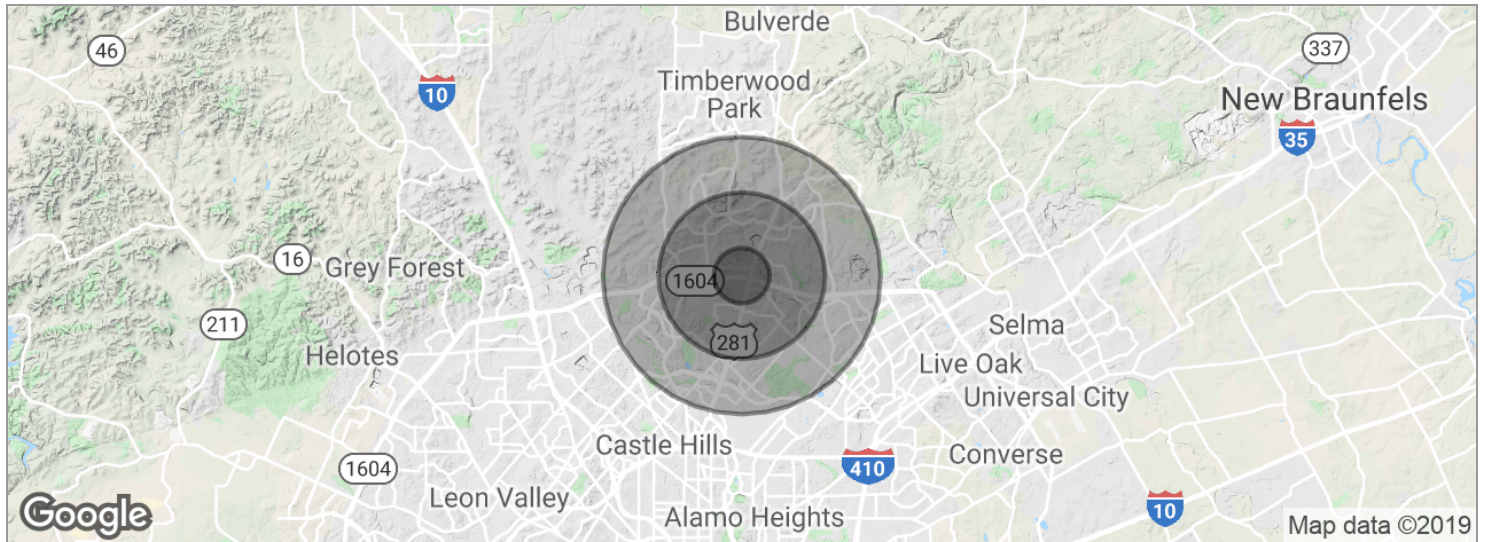 Bulverde
46
337
Timberwood
Park
10
New Braunfels
35
16
Grey Forest
1604
211
Selma
281
Helotes
Live Oak
Universal City
Castle Hills
1604
410
Converse
Leon Valley
10
Google
Alamo Heights
Map data ©2019